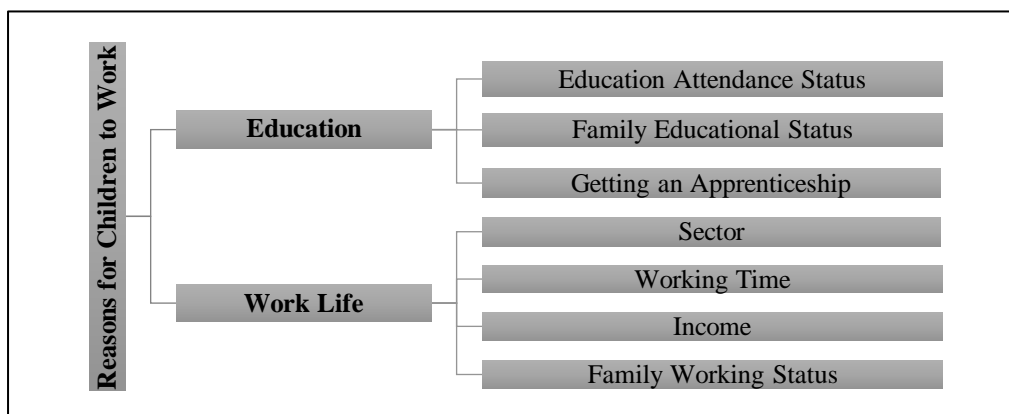 Reasons for Children to Work
Education
Education Attendance Status
Family Educational Status
Getting an Apprenticeship
Work Life
Sector
Working Time
Income
Family Working Status